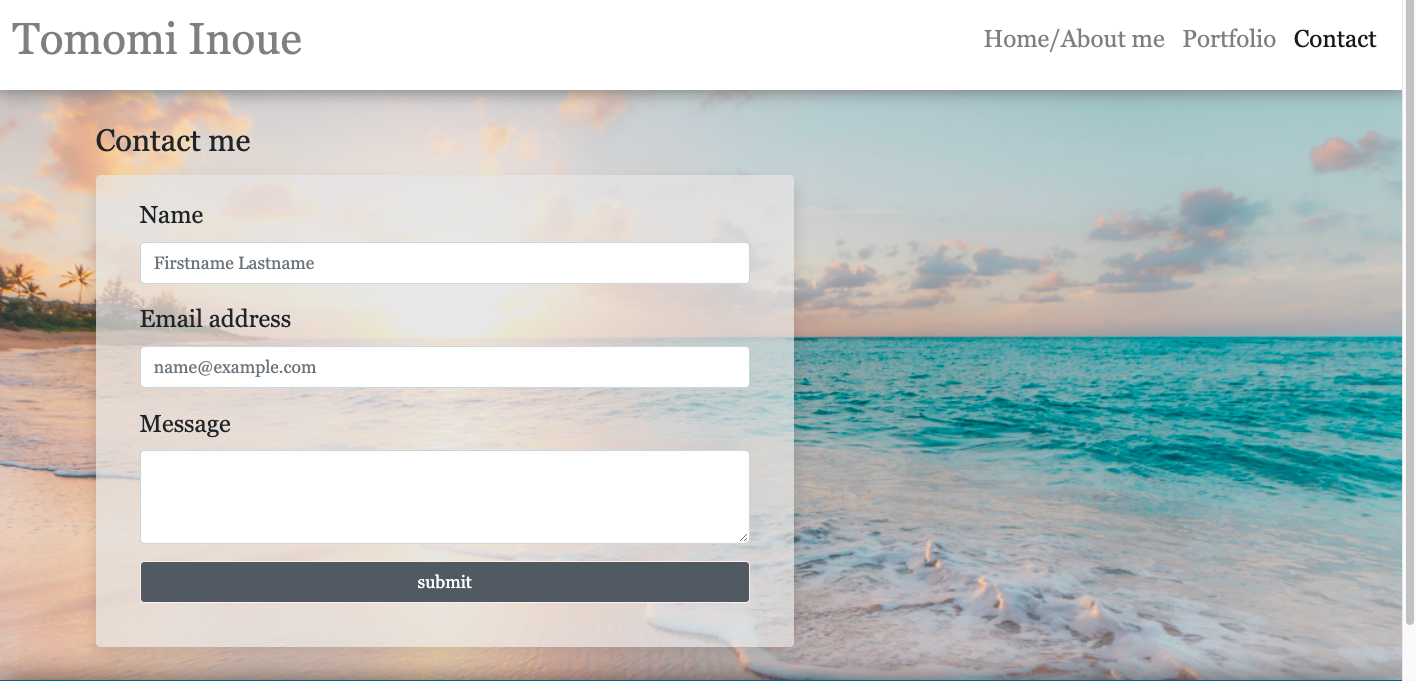 Tomomi Inoue
Home/About me Portfolio Contact
Contact me
Name
Firstname Lastname
Email address
name@example.com
Message
submit